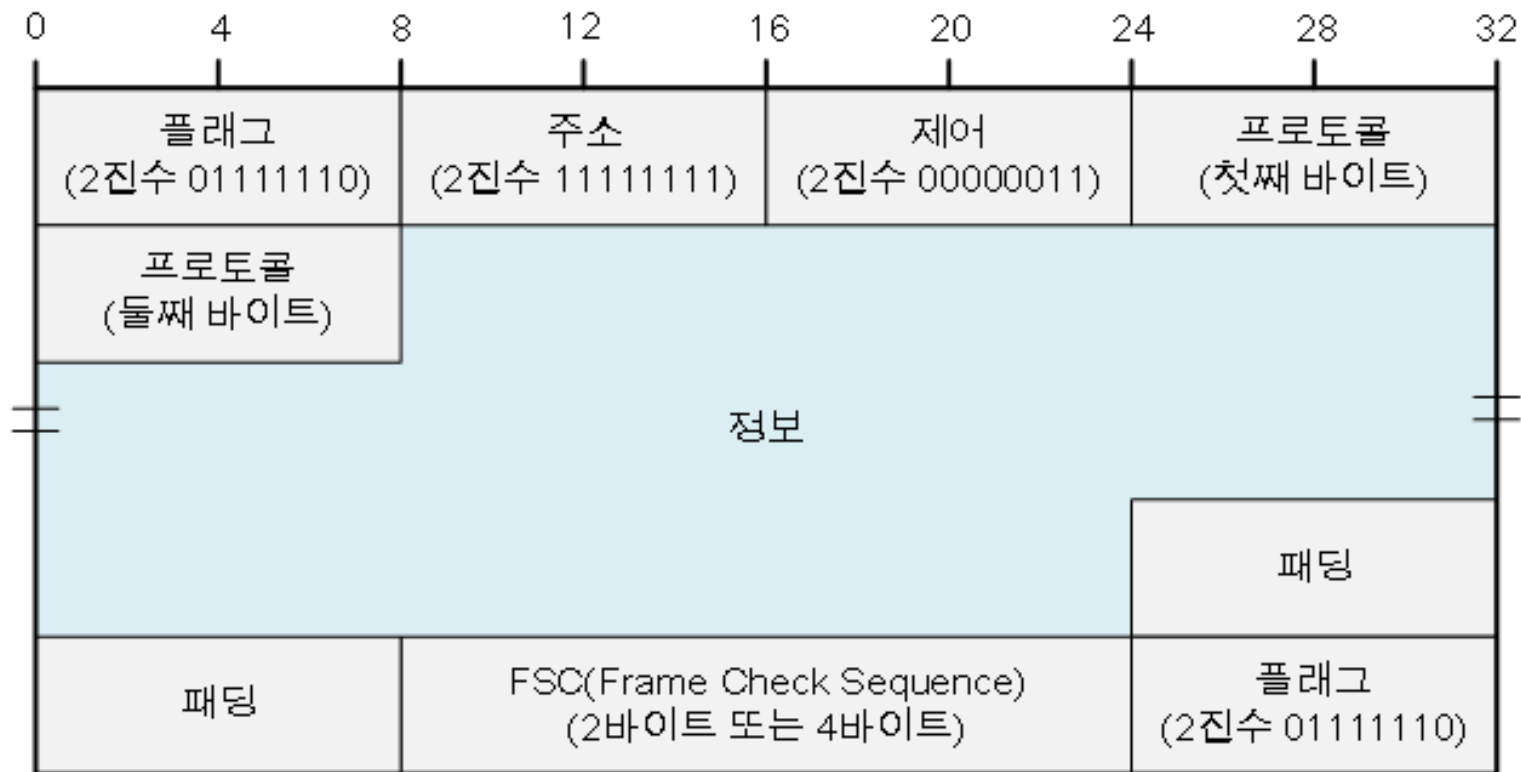 0 4 8 12 16 20 24 28 32
플래그
(2진수 01111110)
주소
(2진수 11111111)
제어
(2진수 00000011)
프로토콜
(첫째 바이트)
프로토콜
(둘째 바이트)
정보
패딩
패딩
FSC(Frame Check Sequence)
(2바이트 또는 4바이트)
플래그
(2진수 01111110)